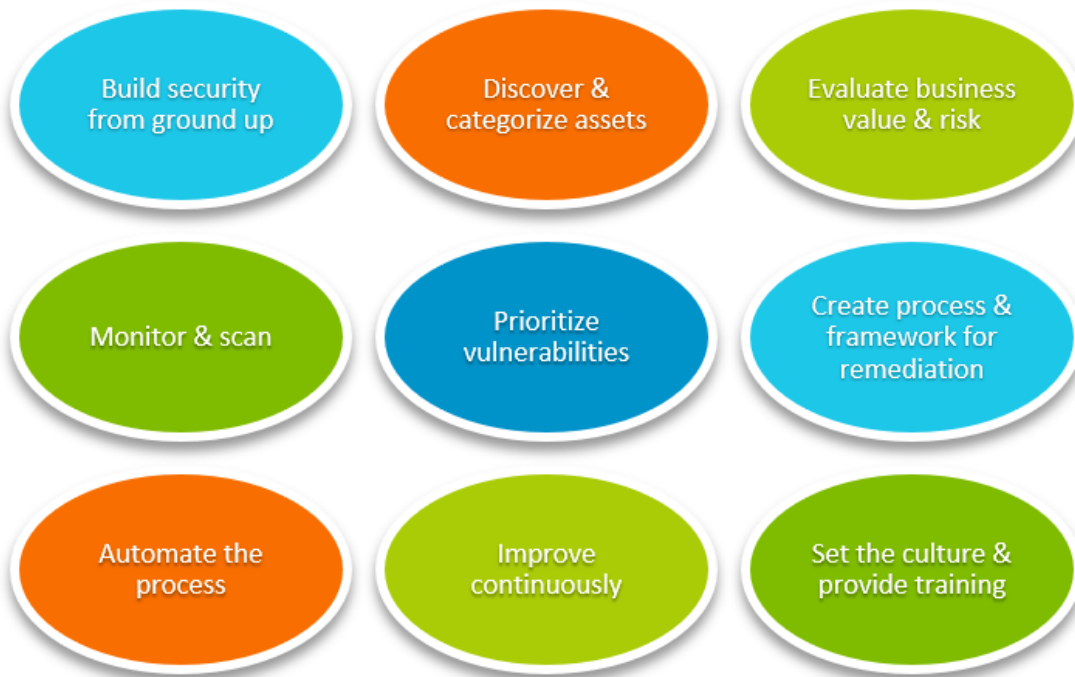 Build security
from ground up
Discover &
categorize assets
Evaluate business
value & risk
Monitor & scan
Prioritize
vulnerabilities
Create process &
framework for
remediation
Automate the
process
Improve
continuously
Set the culture &
provide training